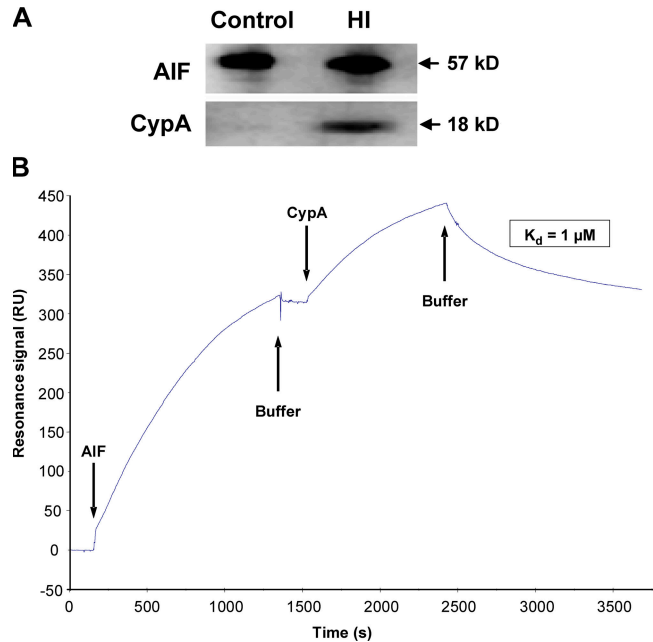 A
Control HI
AIF
57 kD
CypA
18 kD
B
450
400
350
300
250
200
150
100
50
0
-50
Resonance signal (RU)
AIF
Buffer
CypA
Buffer
Kd = 1 µM
0 500 1000 1500 2000 2500 3000 3500
Time (s)